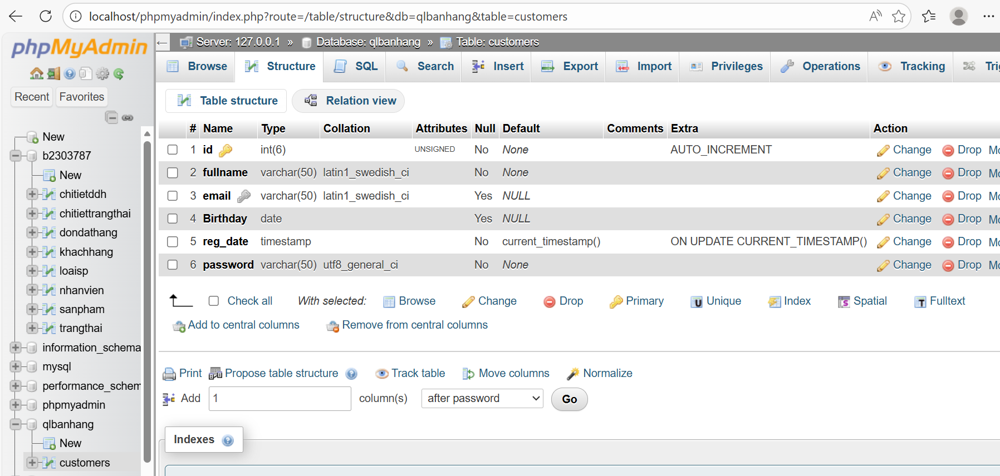 localhost/phpmyadmin/index.php?route=/table/structure&db=qlbanhang&table=customers
phpMyAdmin
Recent Favorites
New
b2303787
New
chitietddh
chitiettrangthai
dondathang
khachhang
loaisp
nhanvien
sanpham
trangthai
information_schema
mysql
performance_schem
phpmyadmin
qlbanhang
New
customers
Server: 127.0.0.1 » Database: qlbanhang » Table: customers
Browse Structure SQL Search Insert Export Import Privileges Operations Tracking Tri
Table structure Relation view
# Name Type Collation Attributes Null Default Comments Extra Action
1 id int(6) UNSIGNED No None AUTO_INCREMENT Change Drop Mo
2 fullname varchar(50) latin1_swedish_ci No None Change Drop Mo
3 email varchar(50) latin1_swedish_ci Yes NULL Change Drop Mo
4 Birthday date Yes NULL Change Drop Mo
5 reg_date timestamp No current_timestamp() ON UPDATE CURRENT_TIMESTAMP() Change Drop Mo
6 password varchar(50) utf8_general_ci No None Change Drop Mo
Check all With selected: Browse Change Drop Primary Unique Index Spatial Fulltext
Add to central columns Remove from central columns
Print Propose table structure Track table Move columns Normalize
Add 1 column(s) after password Go
Indexes